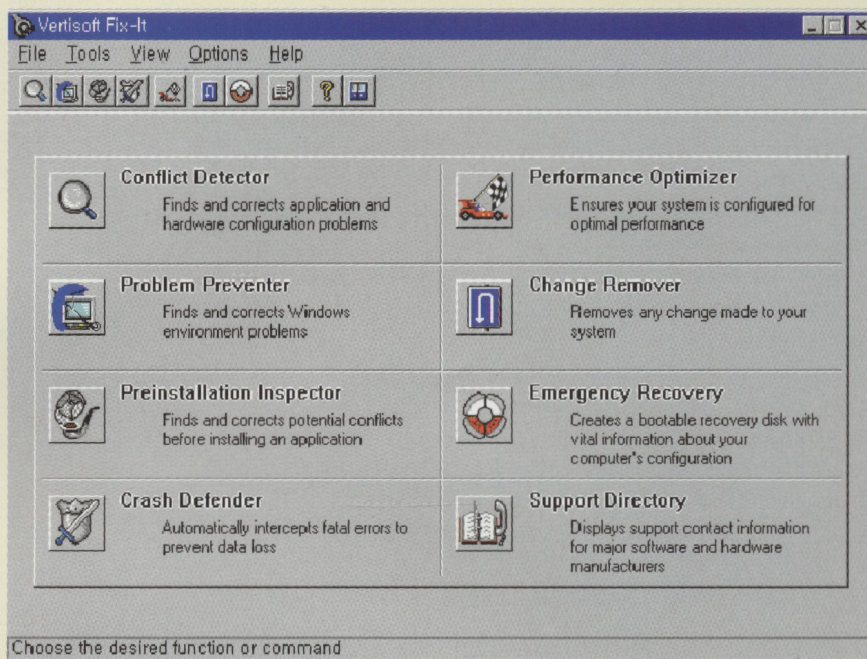 Vertisoft Fix-It
File Tools View Options Help
Conflict Detector
Finds and corrects application and
hardware configuration problems
Problem Preventer
Finds and corrects Windows
environment problems
Preinstallation Inspector
Finds and corrects potential conflicts
before installing an application
Crash Defender
Automatically intercepts fatal errors to
prevent data loss
Performance Optimizer
Ensures your system is configured for
optimal performance
Change Remover
Removes any change made to your
system
Emergency Recovery
Creates a bootable recovery disk with
vital information about your
computer's configuration
Support Directory
Displays support contact information
for major software and hardware
manufacturers
Choose the desired function or command